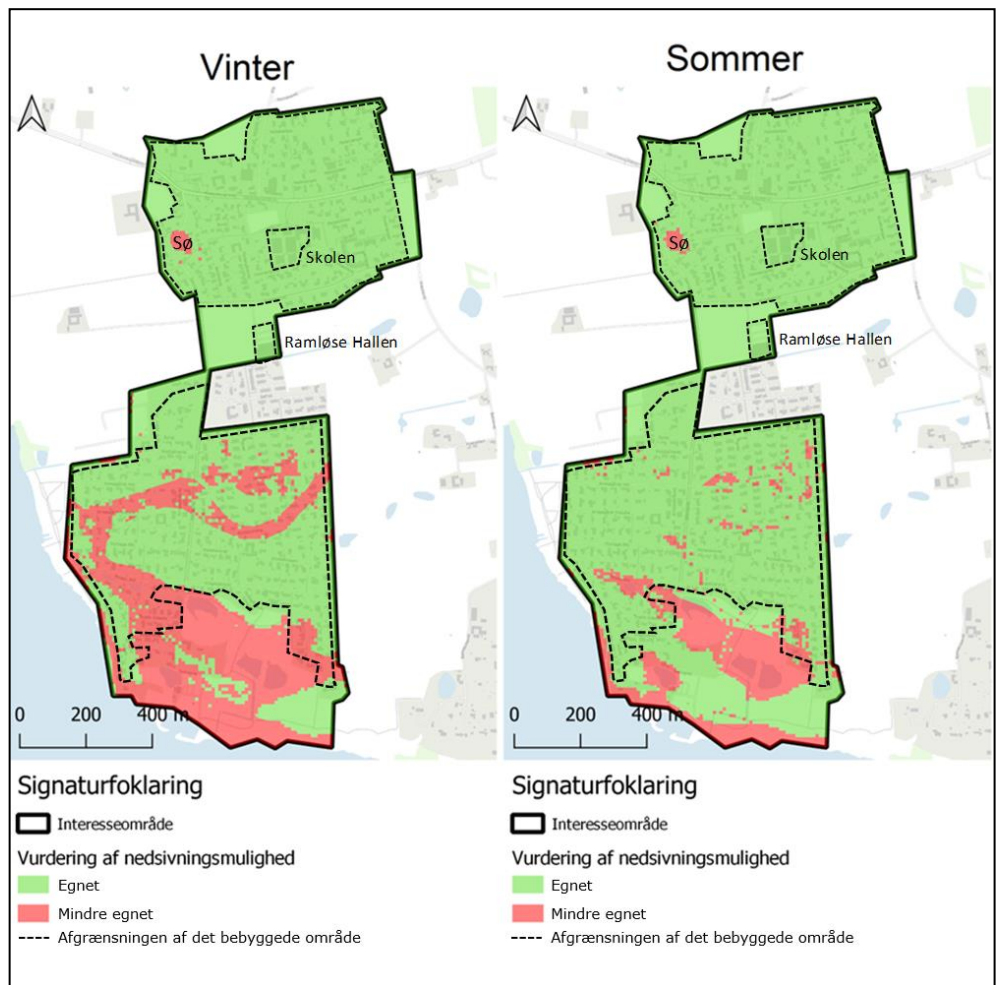 Vinter
Sø
Skolen
Ramløse Hallen
0 200 400 m
Signaturfoklaring
Interesseområde
Vurdering af nedsivningsmulighed
Egnet
Mindre egnet
Afgrænsningen af det bebyggede område
Sommer
Sø
Skolen
Ramløse Hallen
0 200 400 m
Signaturfoklaring
Interesseområde
Vurdering af nedsivningsmulighed
Egnet
Mindre egnet
Afgrænsningen af det bebyggede område